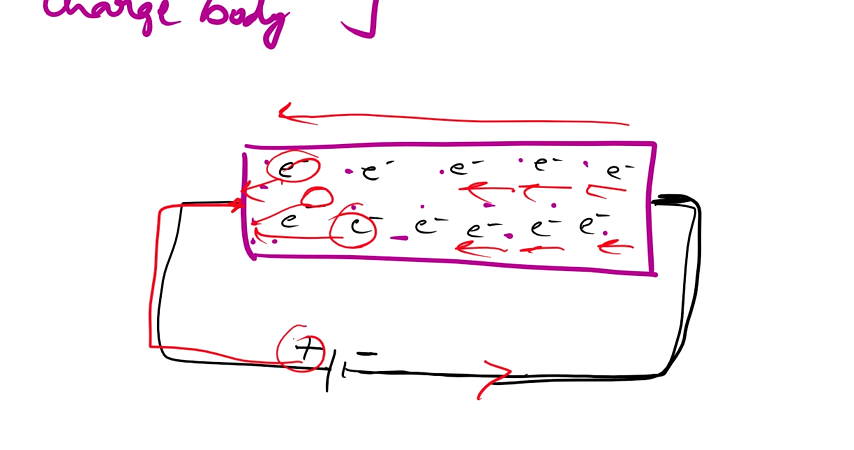 charge body ]
e⁻ e⁻ e⁻ e⁻ e⁻
e e⁻ e⁻ e⁻ e⁻ e⁻
+ −